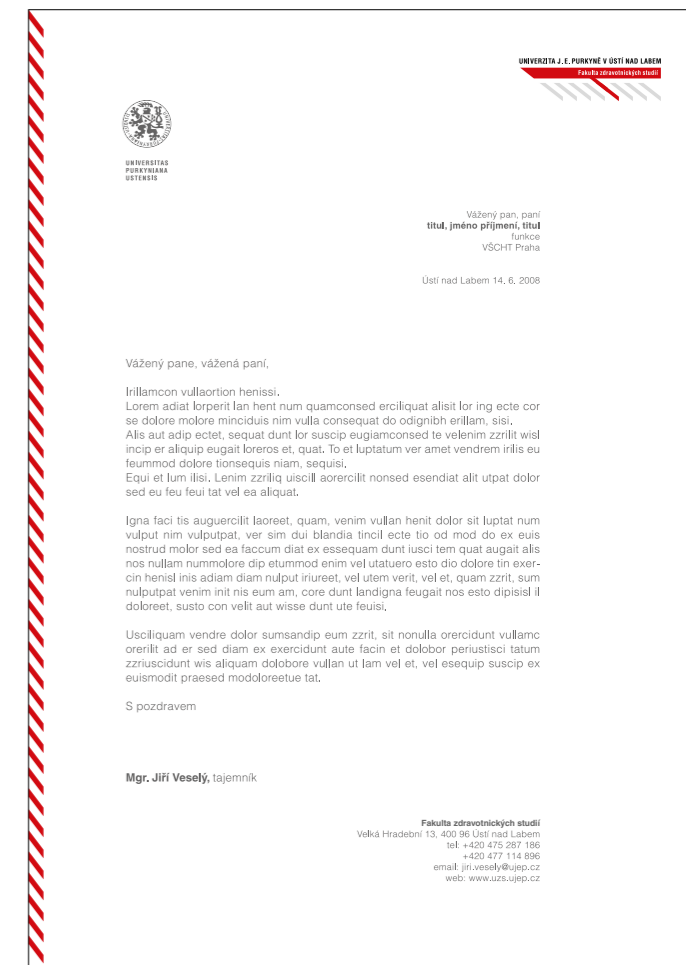 UNIVERZITA J. E. PURKYNĚ V ÚSTÍ NAD LABEM
Fakulta zdravotnických studií
UNIVERSITAS
PURKYNIANA
USTENSIS
Vážený pan, paní
titul, jméno příjmení, titul
funkce
VŠCHT Praha
Ústí nad Labem 14. 6. 2008
Vážený pane, vážená paní,
Irillamcon vullaortion henissi.
Lorem adiat lorperit lan hent num quamconsed erciliquat alisit lor ing ecte cor
se dolore molore minciduis nim vulla consequat do odignibh erillam, sisi.
Alis aut adip ectet, sequat dunt lor suscip eugiamconsed te velenim zzrilit wisl
incip er aliquip eugait loreros et, quat. To et luptatum ver amet vendrem irilis eu
feummod dolore tionsequis niam, sequisi.
Equi et lum ilisi. Lenim zzriliq uiscill aorercilit nonsed esendiat alit utpat dolor
sed eu feu feui tat vel ea aliquat.
Igna faci tis auguercilit laoreet, quam, venim vullan henit dolor sit luptat num
vulput nim vulputpat, ver sim dui blandia tincil ecte tio od mod do ex euis
nostrud molor sed ea faccum diat ex essequam dunt iusci tem quat augait alis
nos nullam nummolore dip etummod enim vel utatuero esto dio dolore tin exer-
cin henisl inis adiam diam nulput iriureet, vel utem verit, vel et, quam zzrit, sum
nulputpat venim init nis eum am, core dunt landigna feugait nos esto dipisisl il
doloreet, susto con velit aut wisse dunt ute feuisi.
Usciliquam vendre dolor sumsandip eum zzrit, sit nonulla orercidunt vullamc
orerilit ad er sed diam ex exercidunt aute facin et dolobor periustisci tatum
zzriuscidunt wis aliquam dolobore vullan ut lam vel et, vel esequip suscip ex
euismodit praesed modoloreetue tat.
S pozdravem
Mgr. Jiří Veselý, tajemník
Fakulta zdravotnických studií
Velká Hradební 13, 400 96 Ústí nad Labem
tel: +420 475 287 186
+420 477 114 896
email: jiri.vesely@ujep.cz
web: www.uzs.ujep.cz